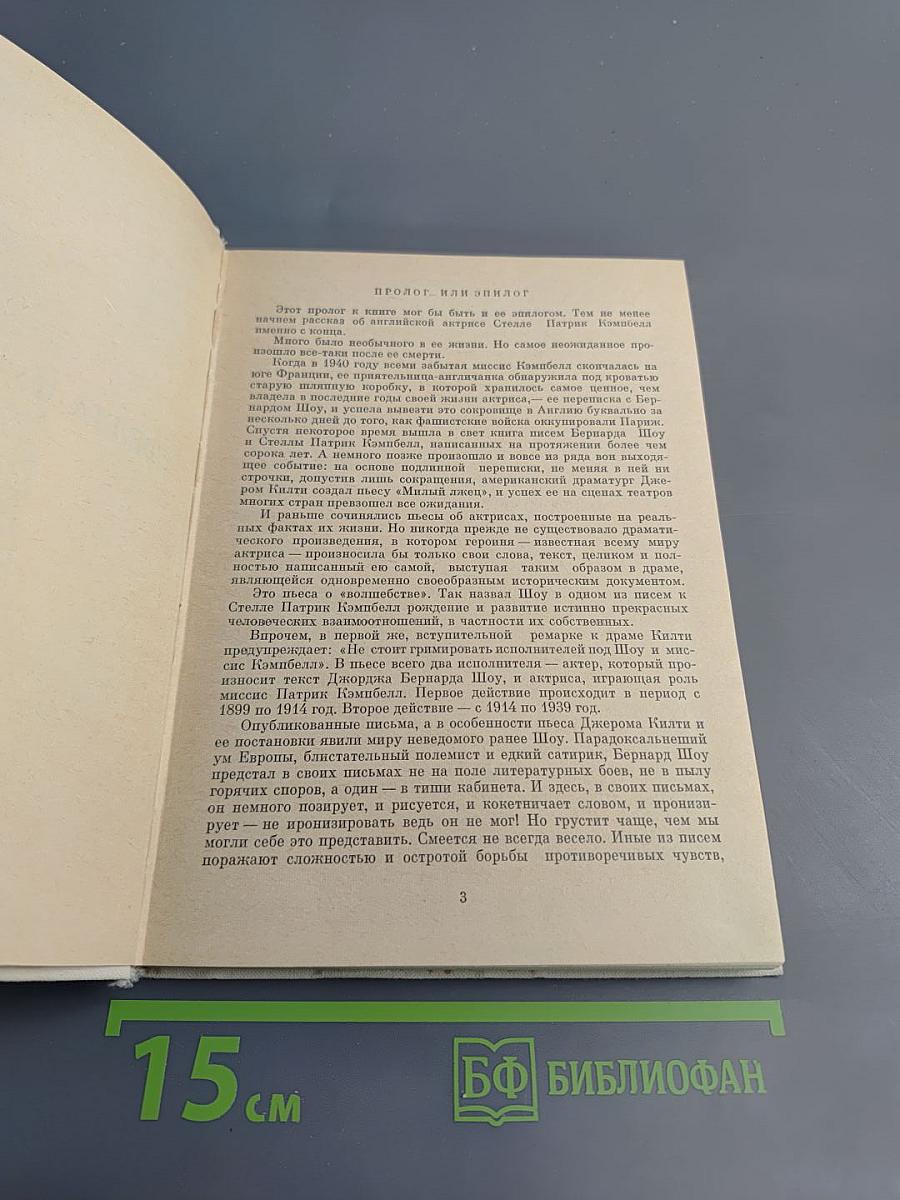 ПРОЛОГ... ИЛИ ЭПИЛОГ
Этот пролог к книге мог бы быть и ее эпилогом. Тем не менее
начнем рассказ об английской актрисе Стелле Патрик Кэмпбелл
именно с конца.
Много было необычного в ее жизни. Но самое неожиданное про-
изошло все-таки после ее смерти.
Когда в 1940 году всеми забытая миссис Кэмпбелл скончалась на
юге Франции, ее приятельница-англичанка обнаружила под кроватью
старую шляпную коробку, в которой хранилось самое ценное, чем
владела в последние годы своей жизни актриса,— ее переписка с Бер-
нардом Шоу, и успела вывезти это сокровище в Англию буквально за
несколько дней до того, как фашистские войска оккупировали Париж.
Спустя некоторое время вышла в свет книга писем Бернарда Шоу
и Стеллы Патрик Кэмпбелл, написанных на протяжении более чем
сорока лет. А немного позже произошло и вовсе из ряда вон выходя-
щее событие: на основе подлинной переписки, не меняя в ней ни
строчки, допустив лишь сокращения, американский драматург Дже-
ром Килти создал пьесу «Милый лжец», и успех ее на сценах театров
многих стран превзошел все ожидания.
И раньше сочинялись пьесы об актрисах, построенные на реаль-
ных фактах их жизни. Но никогда прежде не существовало драмати-
ческого произведения, в котором героиня — известная всему миру
актриса — произносила бы только свои слова, текст, целиком и пол-
ностью написанный ею самой, выступая таким образом в драме,
являющейся одновременно своеобразным историческим документом.
Это пьеса о «волшебстве». Так назвал Шоу в одном из писем к
Стелле Патрик Кэмпбелл рождение и развитие истинно прекрасных
человеческих взаимоотношений, в частности их собственных.
Впрочем, в первой же, вступительной ремарке к драме Килти
предупреждает: «Не стоит гримировать исполнителей под Шоу и мис-
сис Кэмпбелл». В пьесе всего два исполнителя — актер, который про-
износит текст Джорджа Бернарда Шоу, и актриса, играющая роль
миссис Патрик Кэмпбелл. Первое действие происходит в период с
1899 по 1914 год. Второе действие — с 1914 по 1939 год.
Опубликованные письма, а в особенности пьеса Джерома Килти и
ее постановки явили миру неведомого ранее Шоу. Парадоксальнейший
ум Европы, блистательный полемист и едкий сатирик, Бернард Шоу
предстал в своих письмах не на поле литературных боев, не в пылу
горячих споров, а один — в тиши кабинета. И здесь, в своих письмах,
он немного позирует, и рисуется, и кокетничает словом, и иронизи-
рует — не иронизировать ведь он не мог! Но грустит чаще, чем мы
могли себе это представить. Смеется не всегда весело. Иные из писем
поражают сложностью и остротой борьбы противоречивых чувств,
3
15 см
БФ БИБЛИОФАН